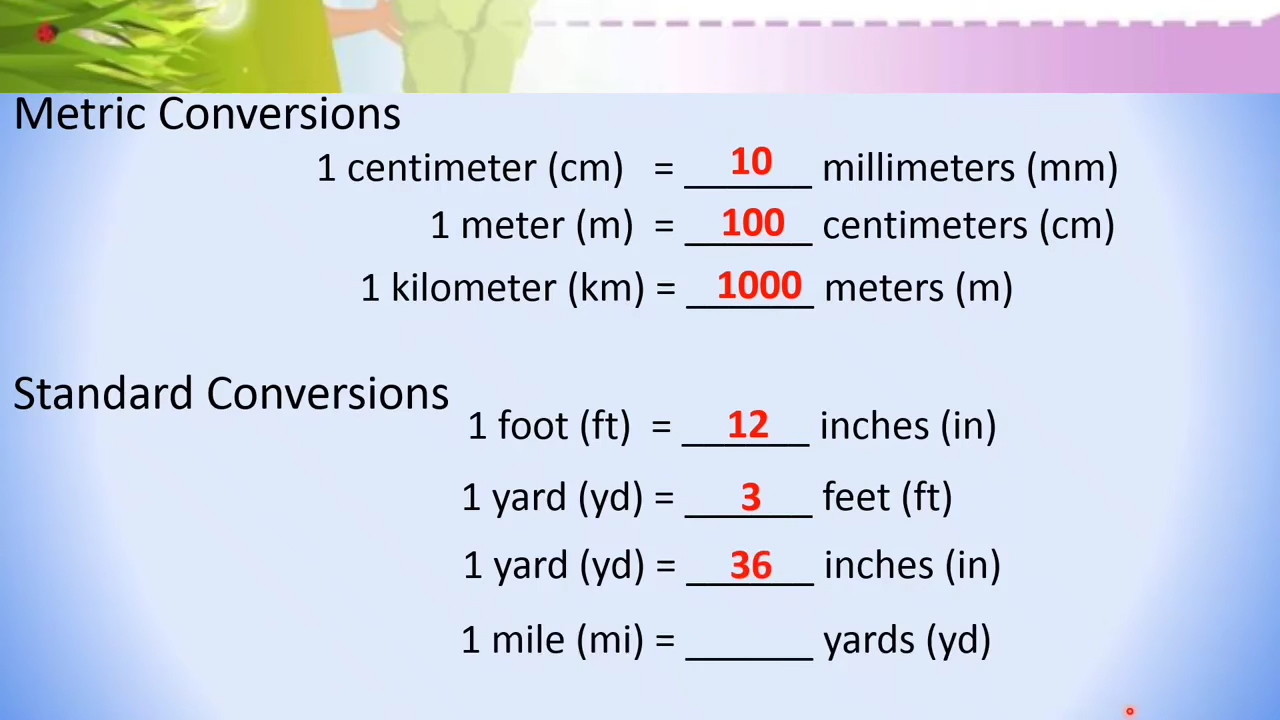 Metric Conversions
1 centimeter (cm) = 10 millimeters (mm)
1 meter (m) = 100 centimeters (cm)
1 kilometer (km) = 1000 meters (m)
Standard Conversions
1 foot (ft) = 12 inches (in)
1 yard (yd) = 3 feet (ft)
1 yard (yd) = 36 inches (in)
1 mile (mi) = ______ yards (yd)